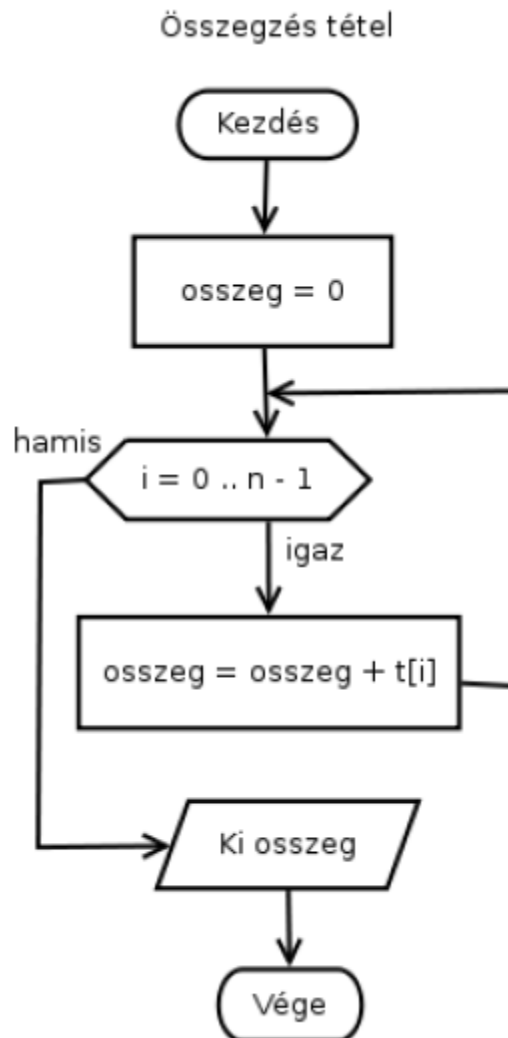 Összegzés tétel
Kezdés
osszeg = 0
hamis
i = 0 .. n - 1
igaz
osszeg = osszeg + t[i]
Ki osszeg
Vége